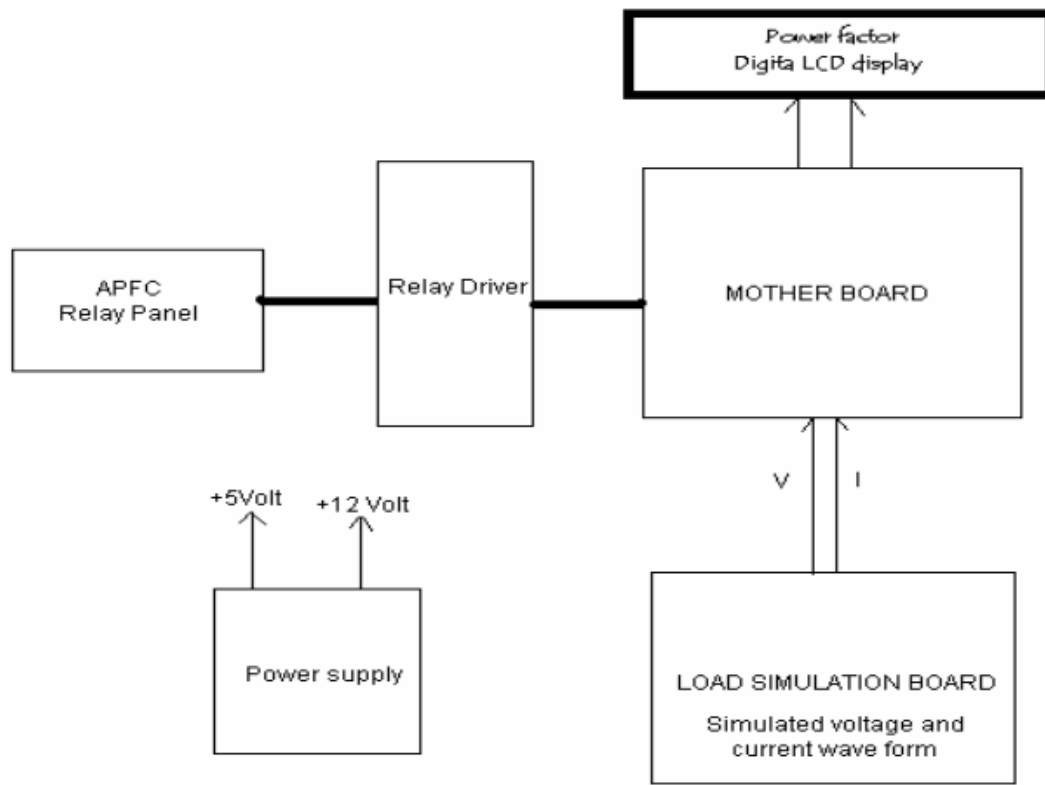 Power factor
Digita LCD display
APFC
Relay Panel
Relay Driver
MOTHER BOARD
V
I
+5Volt
+12 Volt
Power supply
LOAD SIMULATION BOARD
Simulated voltage and
current wave form